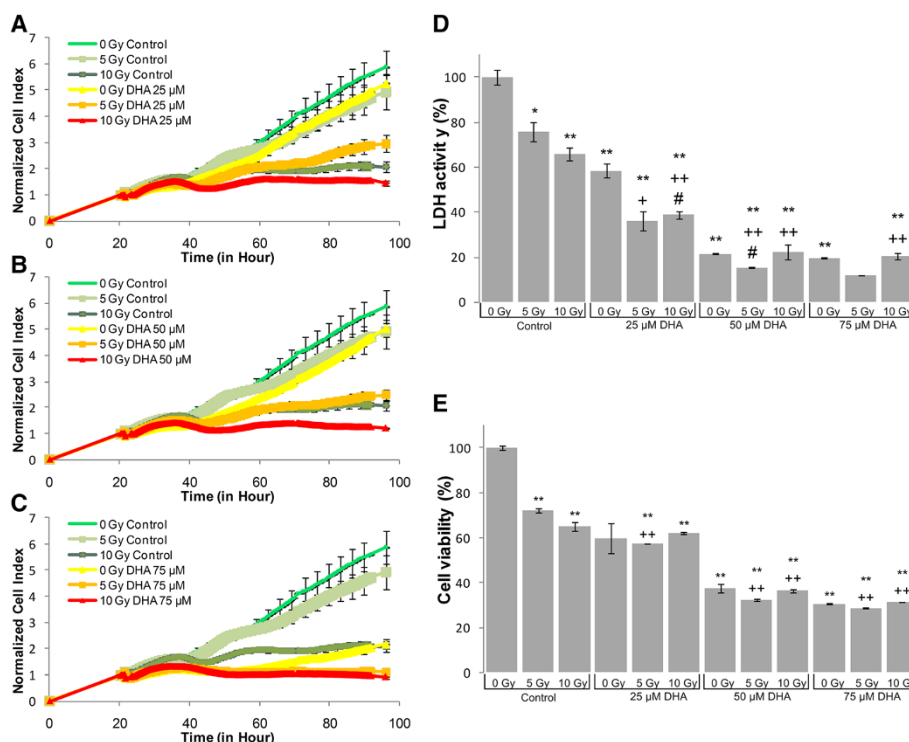 A
7
6
5
4
3
2
1
0
Normalized Cell Index
0 Gy Control
5 Gy Control
10 Gy Control
0 Gy DHA 25 µM
5 Gy DHA 25 µM
10 Gy DHA 25 µM
0 20 40 60 80 100
Time (in Hour)
B
7
6
5
4
3
2
1
0
Normalized Cell Index
0 Gy Control
5 Gy Control
10 Gy Control
0 Gy DHA 50 µM
5 Gy DHA 50 µM
10 Gy DHA 50 µM
0 20 40 60 80 100
Time (in Hour)
C
7
6
5
4
3
2
1
0
Normalized Cell Index
0 Gy Control
5 Gy Control
10 Gy Control
0 Gy DHA 75 µM
5 Gy DHA 75 µM
10 Gy DHA 75 µM
0 20 40 60 80 100
Time (in Hour)
D
LDH activit y (%)
100
80
60
40
20
0
*
**
**
**
+
**
++
#
**
**
++
#
**
++
**
**
++
0 Gy 5 Gy 10 Gy 0 Gy 5 Gy 10 Gy 0 Gy 5 Gy 10 Gy 0 Gy 5 Gy 10 Gy
Control 25 µM DHA 50 µM DHA 75 µM DHA
E
Cell viability (%)
100
80
60
40
20
0
**
**
**
++
**
**
**
++
**
++
**
**
++
**
++
0 Gy 5 Gy 10 Gy 0 Gy 5 Gy 10 Gy 0 Gy 5 Gy 10 Gy 0 Gy 5 Gy 10 Gy
Control 25 µM DHA 50 µM DHA 75 µM DHA